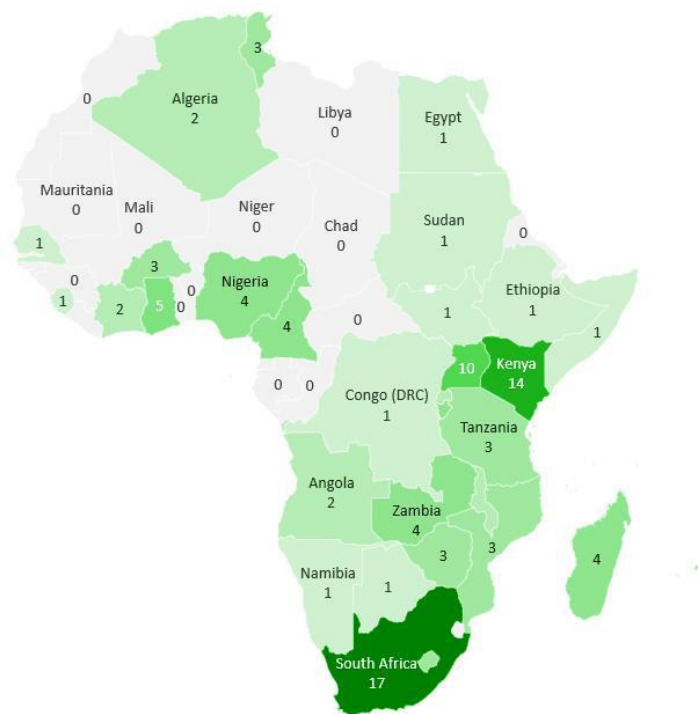 3
0
Algeria
2
Libya
0
Egypt
1
Mauritania
0
Mali
0
Niger
0
Chad
0
Sudan
1
0
1
0
3
Nigeria
4
0
0
Ethiopia
1
1
2
5
4
0
1
1
0
0
10
Kenya
14
Congo (DRC)
1
Tanzania
3
Angola
2
Zambia
4
3
3
4
Namibia
1
1
South Africa
17